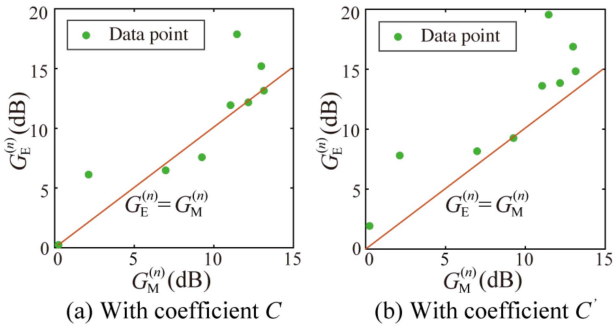 20
15
10
5
0
G_E^(n) (dB)
Data point
G_E^(n) = G_M^(n)
0 5 10 15
G_M^(n) (dB)
(a) With coefficient C
20
15
10
5
0
G_E^(n) (dB)
Data point
G_E^(n) = G_M^(n)
0 5 10 15
G_M^(n) (dB)
(b) With coefficient C'